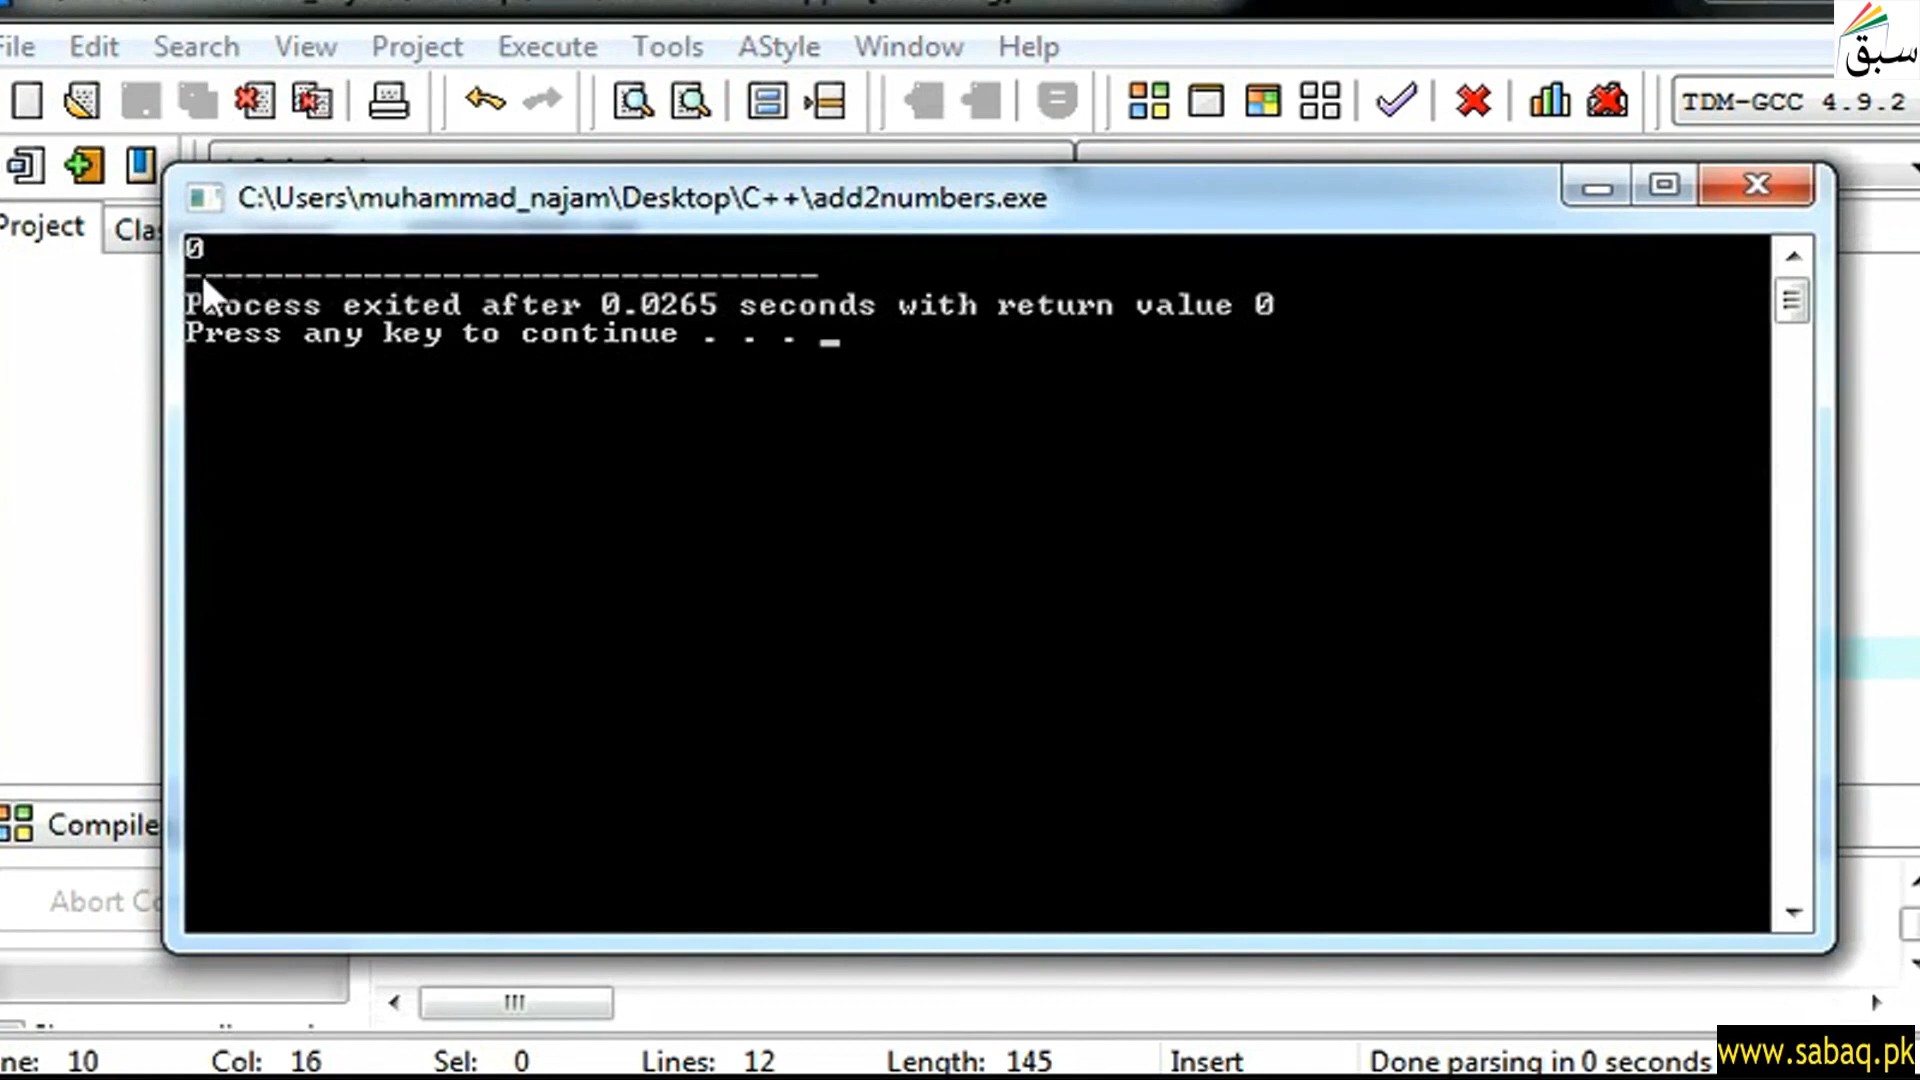 File Edit Search View Project Execute Tools AStyle Window Help
سبق
TDM-GCC 4.9.2
Project
C:\Users\muhammad_najam\Desktop\C++\add2numbers.exe
0
--------------------------------
Process exited after 0.0265 seconds with return value 0
Press any key to continue . . . _
Compile
Abort
10 Col: 16 Sel: 0 Lines: 12 Length: 145 Insert Done parsing in 0 seconds
www.sabaq.pk